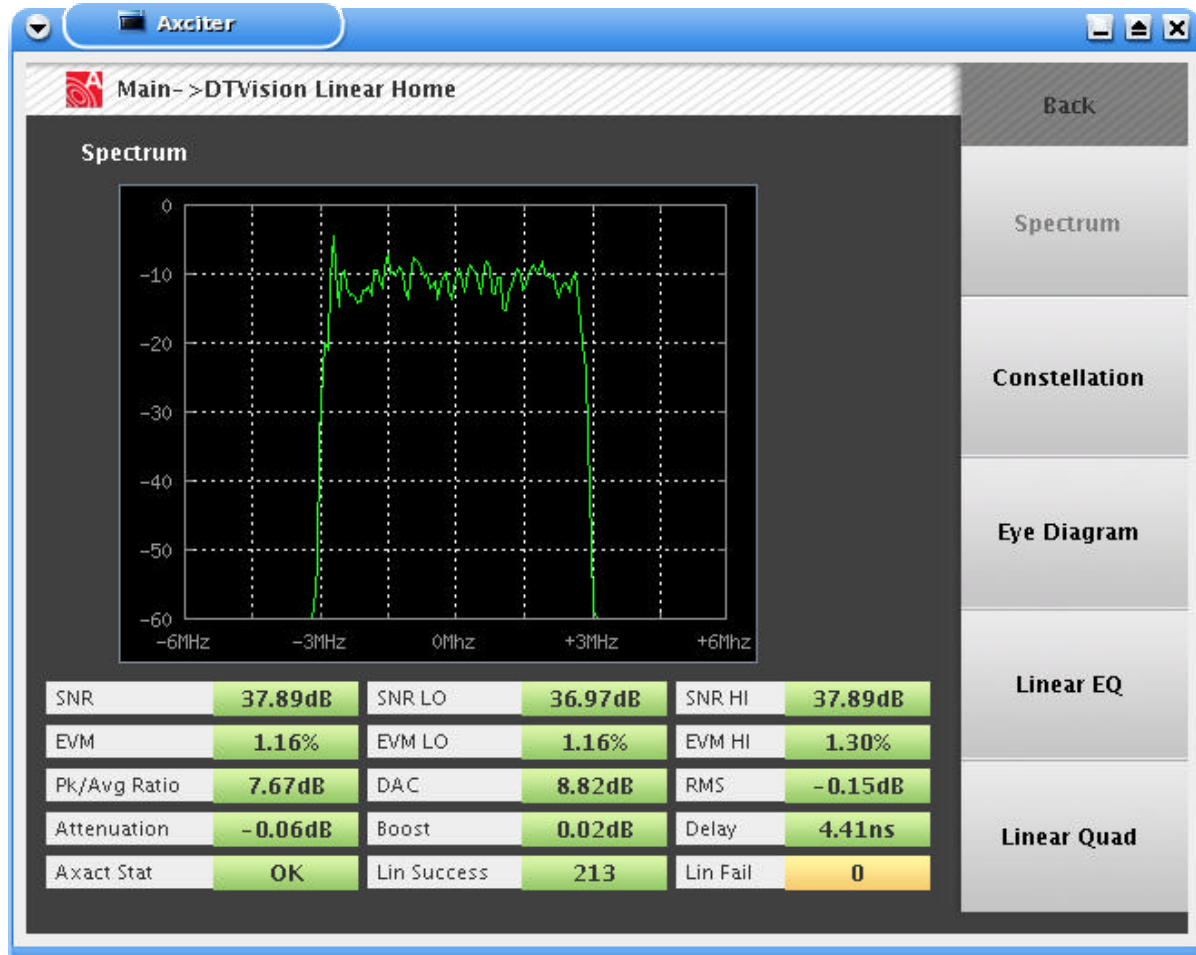 Axciter
A
Main->DTVision Linear Home
Back
Spectrum
Spectrum
Constellation
Eye Diagram
Linear EQ
Linear Quad
0
-10
-20
-30
-40
-50
-60
-6MHz -3MHz 0Mhz +3MHz +6Mhz
SNR 37.89dB SNR LO 36.97dB SNR HI 37.89dB
EVM 1.16% EVM LO 1.16% EVM HI 1.30%
Pk/Avg Ratio 7.67dB DAC 8.82dB RMS -0.15dB
Attenuation -0.06dB Boost 0.02dB Delay 4.41ns
Axact Stat OK Lin Success 213 Lin Fail 0